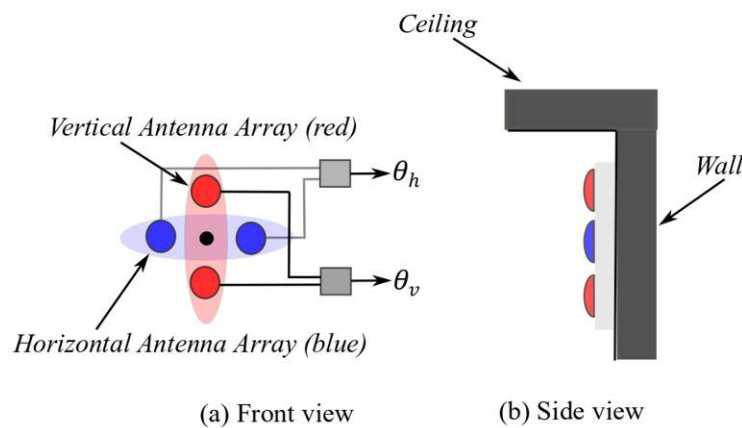 Ceiling
Vertical Antenna Array (red)
θₕ
Wall
θᵥ
Horizontal Antenna Array (blue)
(a) Front view
(b) Side view